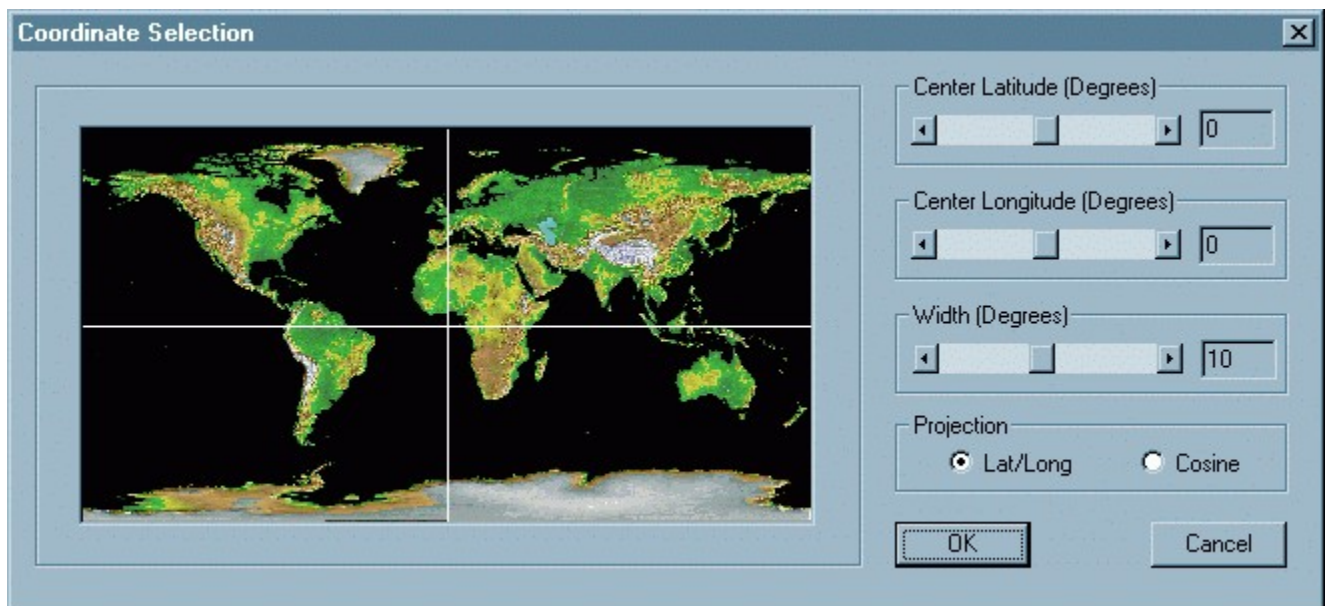 Coordinate Selection
Center Latitude (Degrees)
0
Center Longitude (Degrees)
0
Width (Degrees)
10
Projection
Lat/Long Cosine
OK Cancel